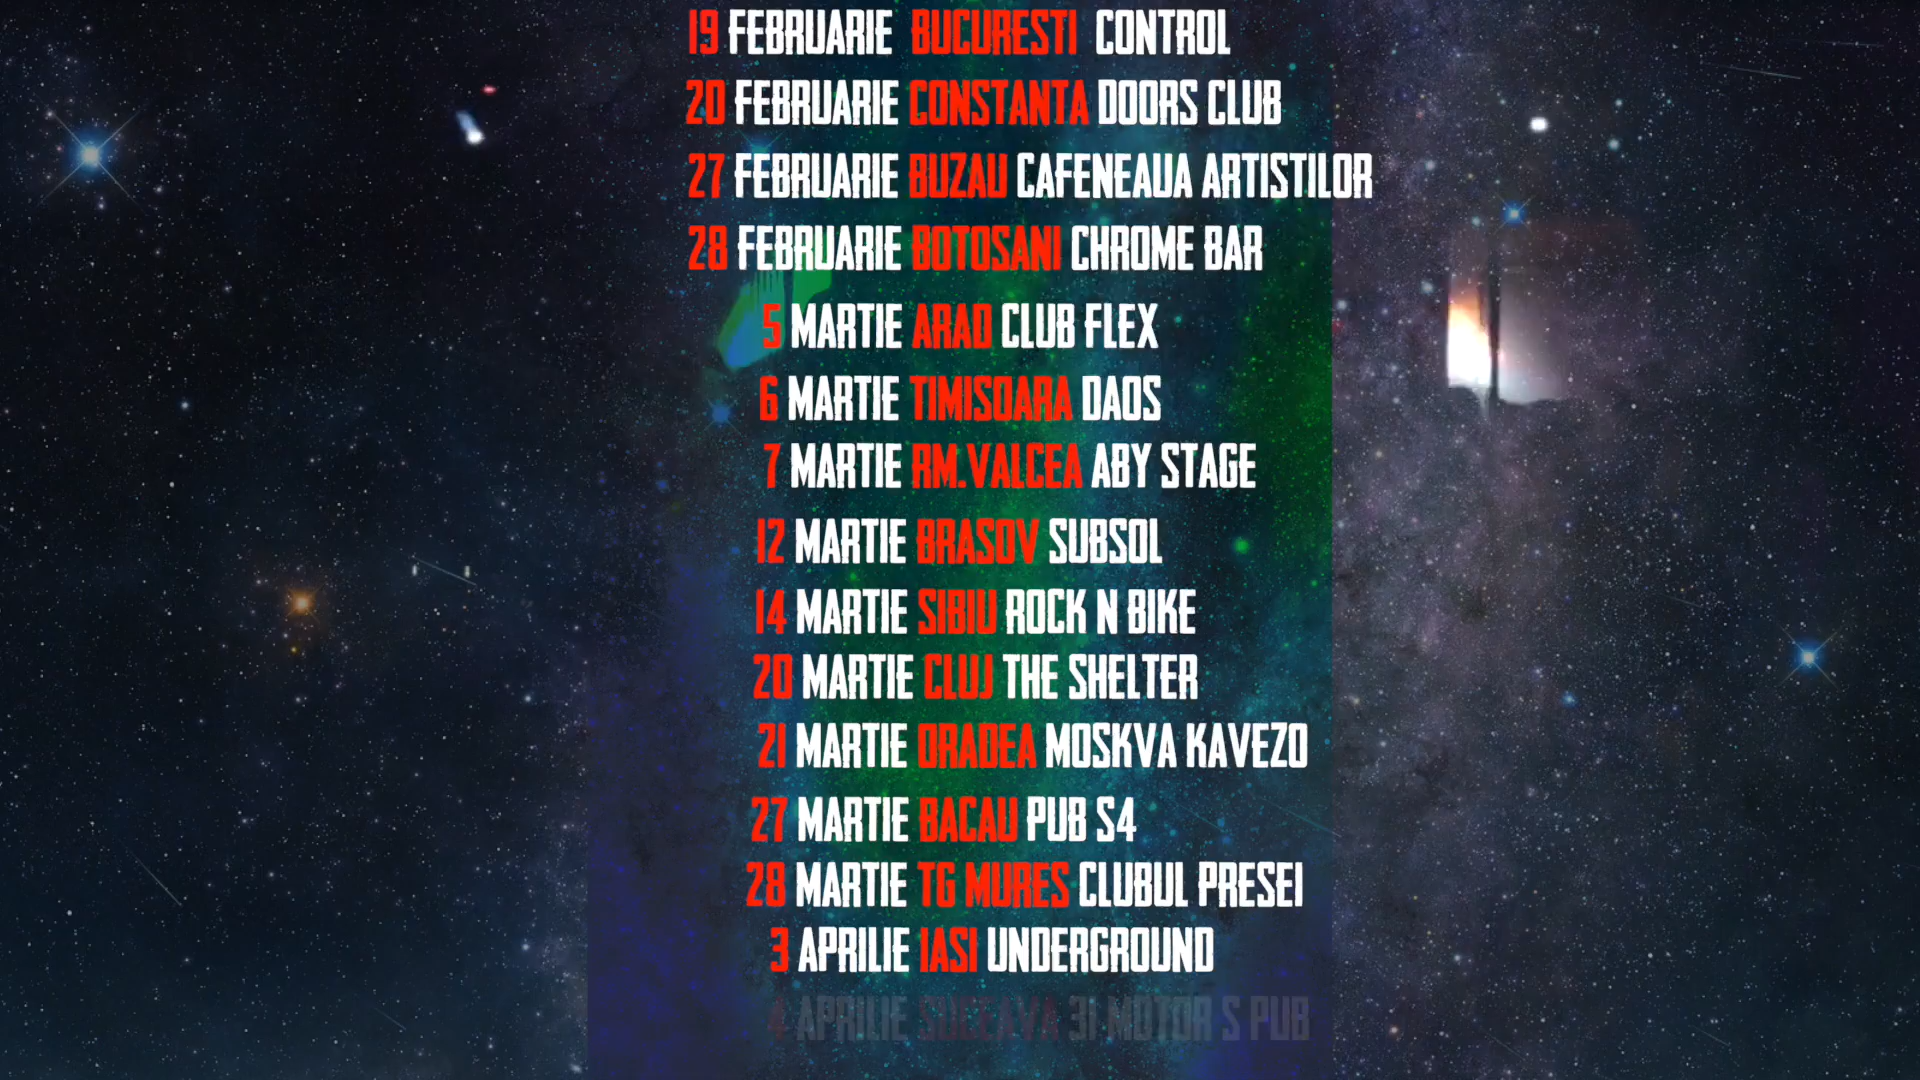 19 FEBRUARIE BUCURESTI CONTROL
20 FEBRUARIE CONSTANTA DOORS CLUB
27 FEBRUARIE BUZAU CAFENEAUA ARTISTILOR
28 FEBRUARIE BOTOSANI CHROME BAR
5 MARTIE ARAD CLUB FLEX
6 MARTIE TIMISOARA DAOS
7 MARTIE RM.VALCEA ABY STAGE
12 MARTIE BRASOV SUBSOL
14 MARTIE SIBIU ROCK N BIKE
20 MARTIE CLUJ THE SHELTER
21 MARTIE ORADEA MOSKVA KAVEZO
27 MARTIE BACAU PUB S4
28 MARTIE TG MURES CLUBUL PRESEI
3 APRILIE IASI UNDERGROUND
4 APRILIE SUCEAVA 31 MOTOR S PUB